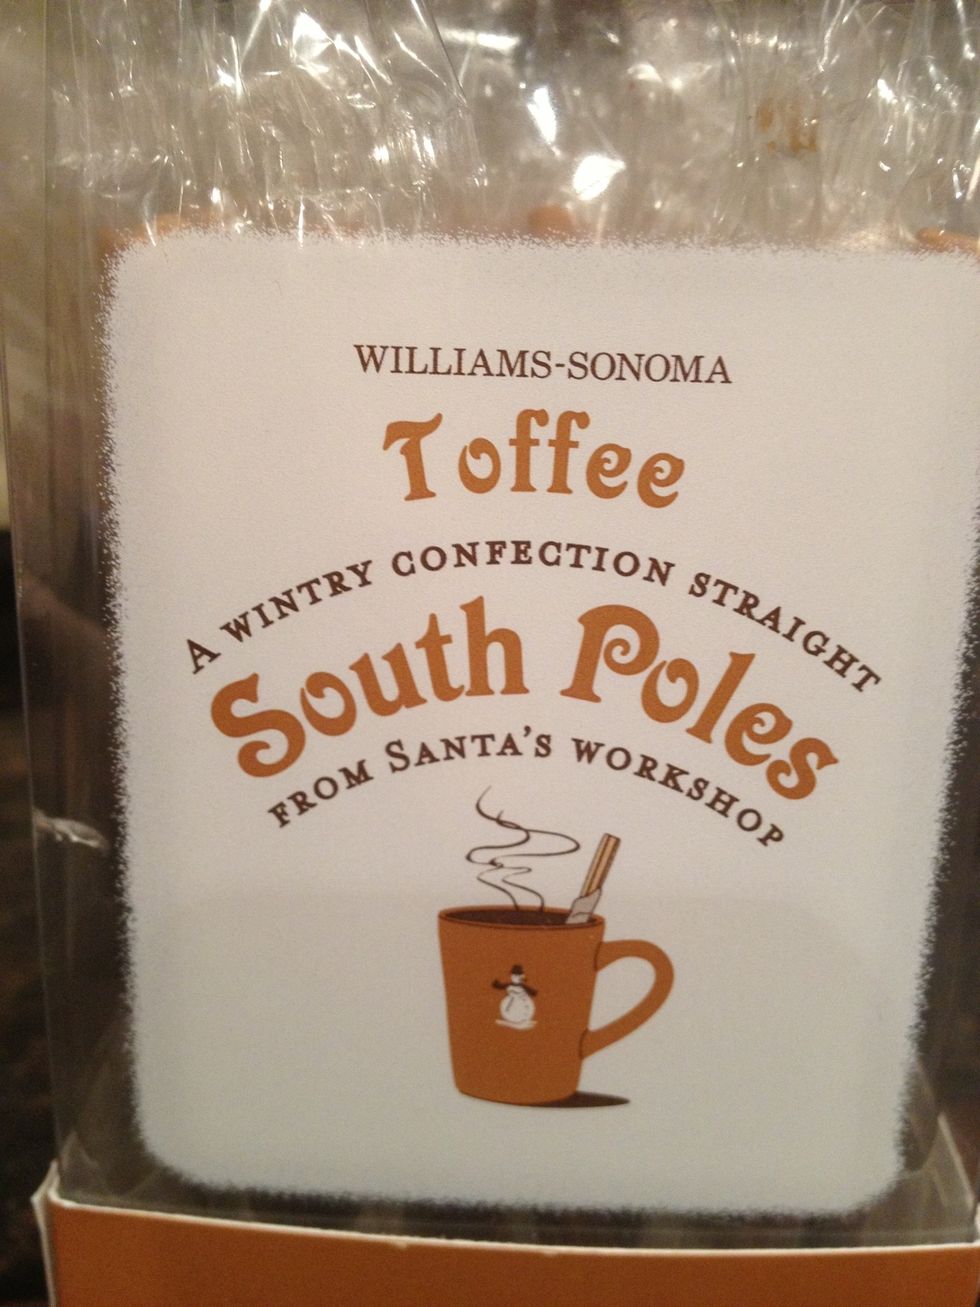 WILLIAMS-SONOMA
Toffee
A WINTRY CONFECTION STRAIGHT
South Poles
FROM SANTA'S WORKSHOP